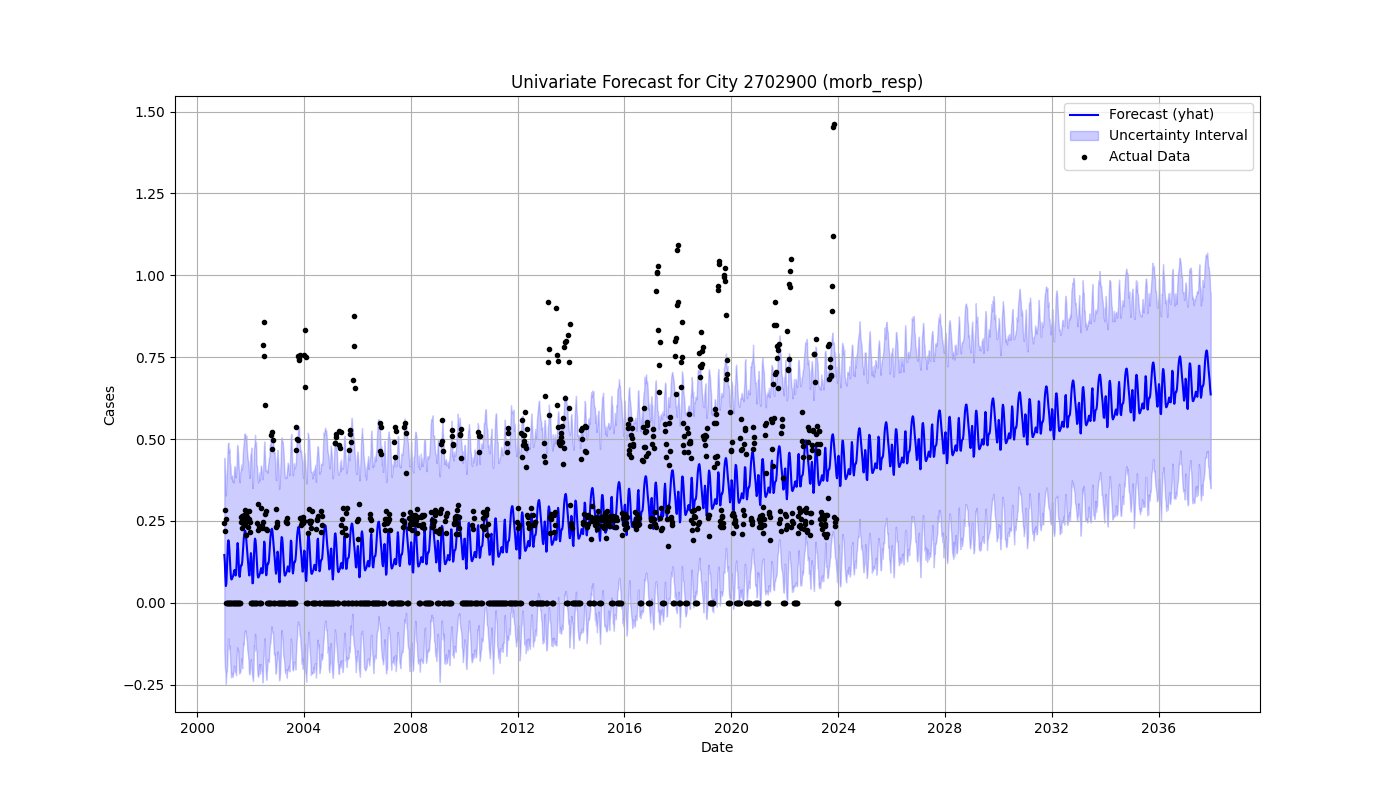 Univariate Forecast for City 2702900 (morb_resp)
Forecast (yhat)
Uncertainty Interval
Actual Data
Cases
1.50
1.25
1.00
0.75
0.50
0.25
0.00
−0.25
2000 2004 2008 2012 2016 2020 2024 2028 2032 2036
Date